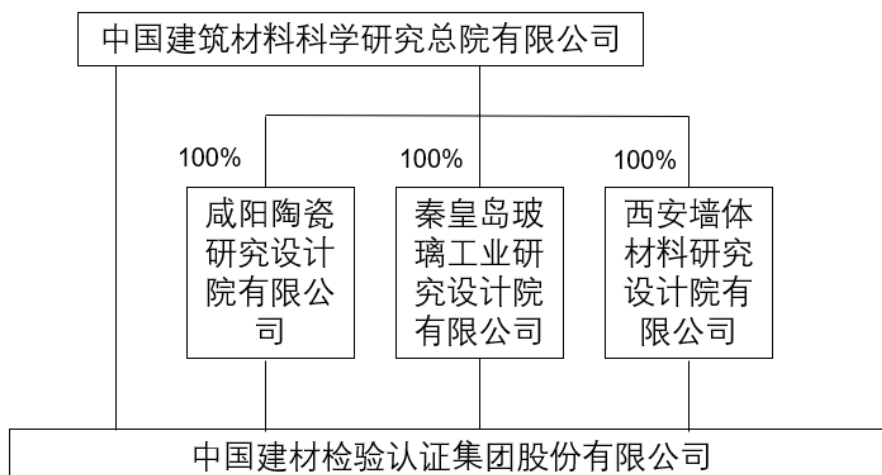 中国建筑材料科学研究总院有限公司
100%
100%
100%
咸阳陶瓷
研究设计
院有限公
司
秦皇岛玻
璃工业研
究设计院
有限公司
西安墙体
材料研究
设计院有
限公司
中国建材检验认证集团股份有限公司